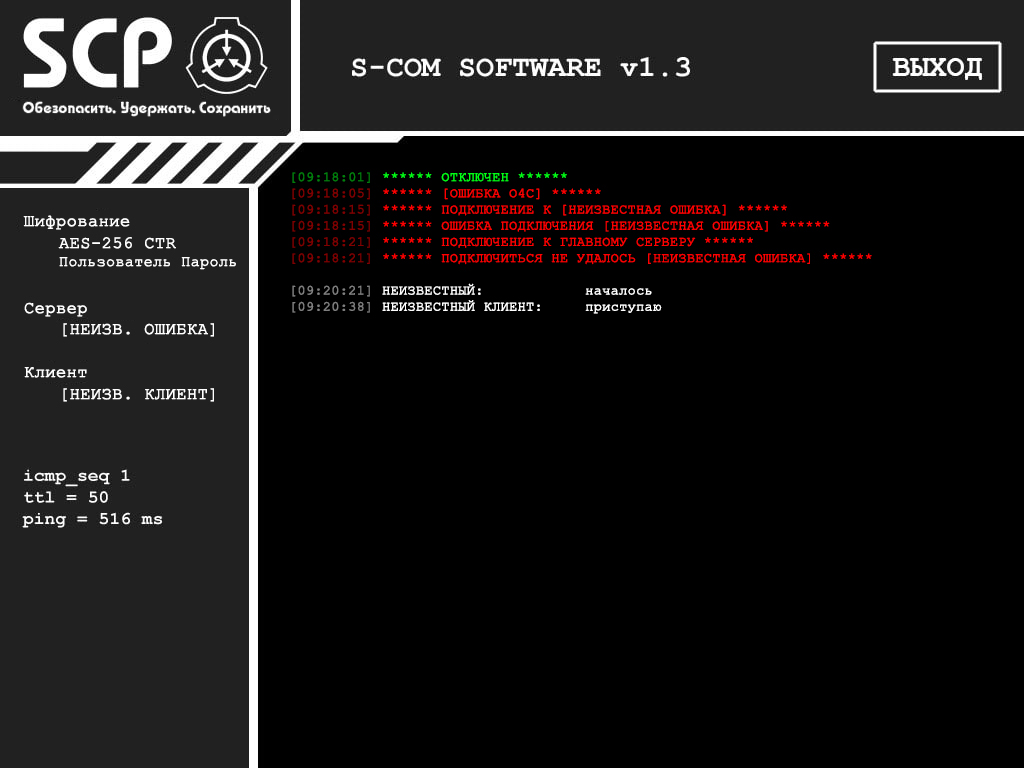 SCP
Обезопасить. Удержать. Сохранить
S-COM SOFTWARE v1.3
ВЫХОД
Шифрование
AES-256 CTR
Пользователь Пароль
Сервер
[НЕИЗВ. ОШИБКА]
Клиент
[НЕИЗВ. КЛИЕНТ]
icmp_seq 1
ttl = 50
ping = 516 ms
[09:18:01] ****** ОТКЛЮЧЕН ******
[09:18:05] ****** [ОШИБКА 04C] ******
[09:18:15] ****** ПОДКЛЮЧЕНИЕ К [НЕИЗВЕСТНАЯ ОШИБКА] ******
[09:18:15] ****** ОШИБКА ПОДКЛЮЧЕНИЯ [НЕИЗВЕСТНАЯ ОШИБКА] ******
[09:18:21] ****** ПОДКЛЮЧЕНИЕ К ГЛАВНОМУ СЕРВЕРУ ******
[09:18:21] ****** ПОДКЛЮЧИТЬСЯ НЕ УДАЛОСЬ [НЕИЗВЕСТНАЯ ОШИБКА] ******
[09:20:21] НЕИЗВЕСТНЫЙ: началось
[09:20:38] НЕИЗВЕСТНЫЙ КЛИЕНТ: приступаю